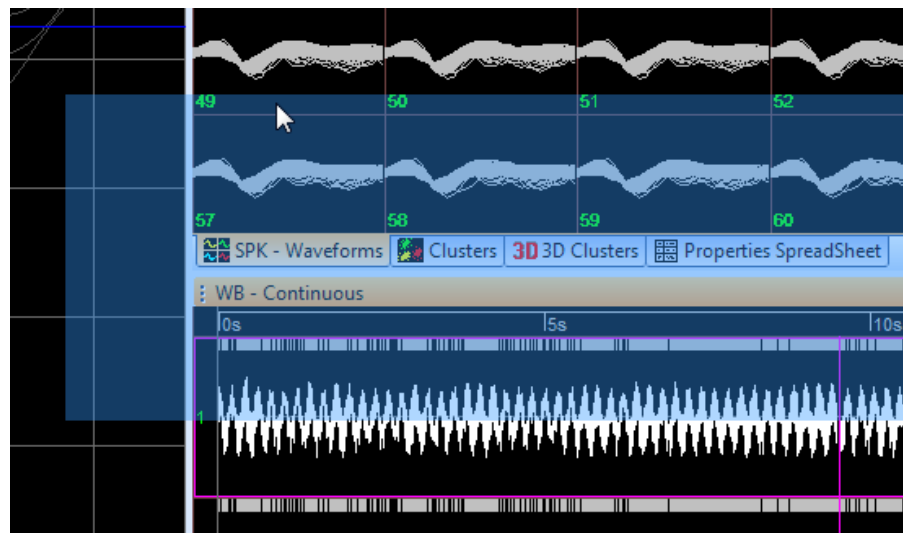 49 50 51 52
57 58 59 60
SPK - Waveforms Clusters 3D 3D Clusters Properties SpreadSheet
WB - Continuous
0s 5s 10s
1